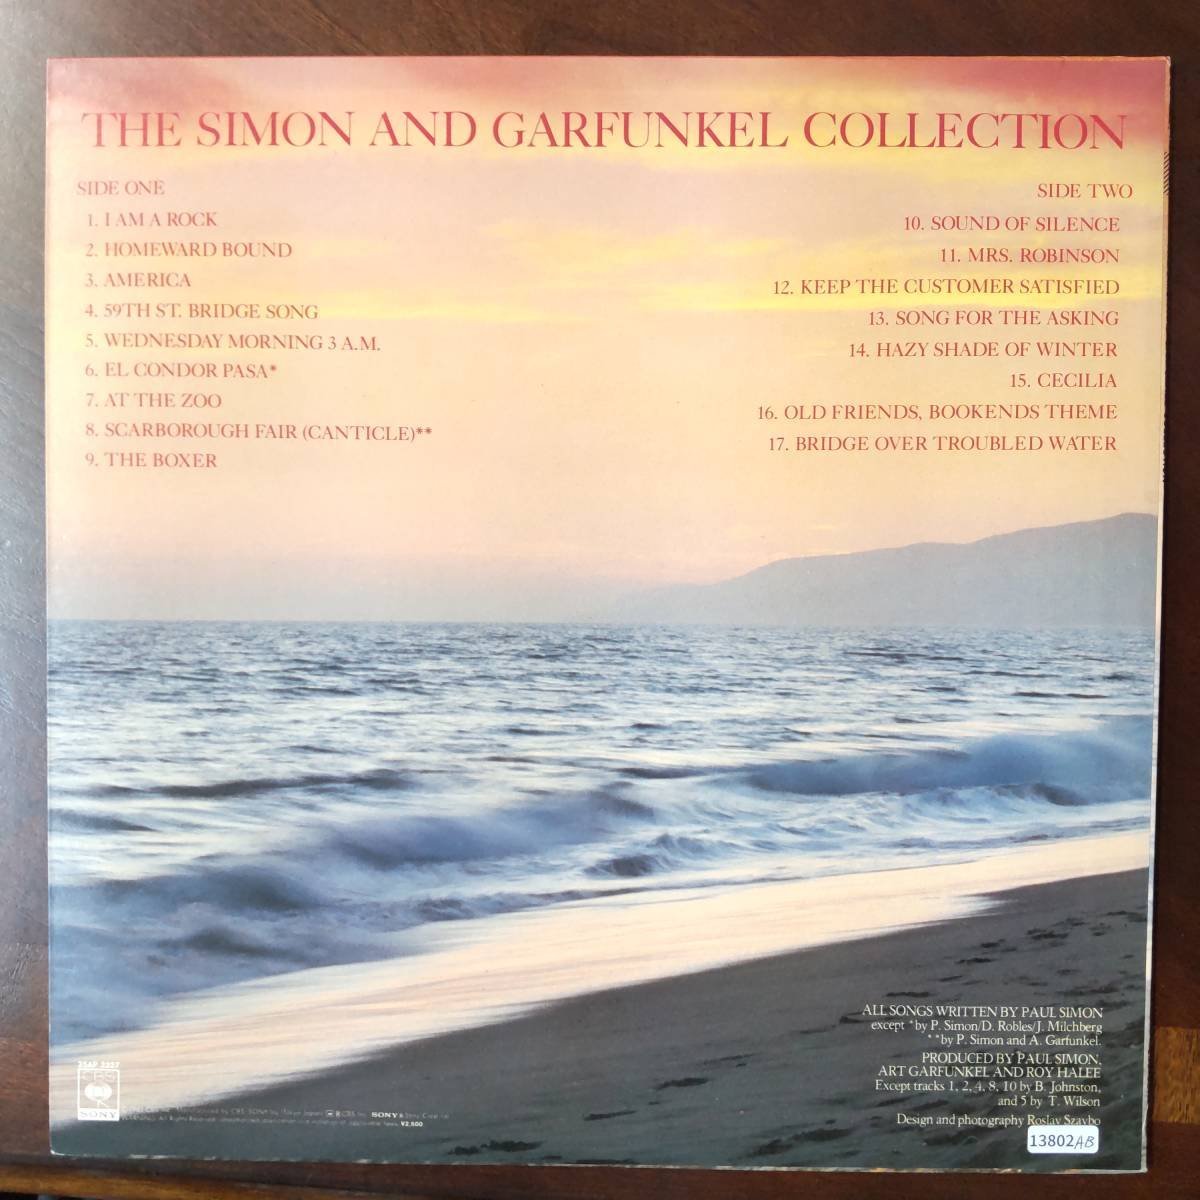 THE SIMON AND GARFUNKEL COLLECTION
SIDE ONE
1. I AM A ROCK
2. HOMEWARD BOUND
3. AMERICA
4. 59TH ST. BRIDGE SONG
5. WEDNESDAY MORNING 3 A.M.
6. EL CONDOR PASA*
7. AT THE ZOO
8. SCARBOROUGH FAIR (CANTICLE)**
9. THE BOXER
SIDE TWO
10. SOUND OF SILENCE
11. MRS. ROBINSON
12. KEEP THE CUSTOMER SATISFIED
13. SONG FOR THE ASKING
14. HAZY SHADE OF WINTER
15. CECILIA
16. OLD FRIENDS, BOOKENDS THEME
17. BRIDGE OVER TROUBLED WATER
ALL SONGS WRITTEN BY PAUL SIMON
except *by P. Simon/D. Robles/J. Milchberg
**by P. Simon and A. Garfunkel.
PRODUCED BY PAUL SIMON,
ART GARFUNKEL AND ROY HALEE
Except tracks 1, 2, 4, 8, 10 by B. Johnston,
and 5 by T. Wilson
Design and photography Roslav Szaybo
13802AB
CBS
SONY
SONY
¥2,500